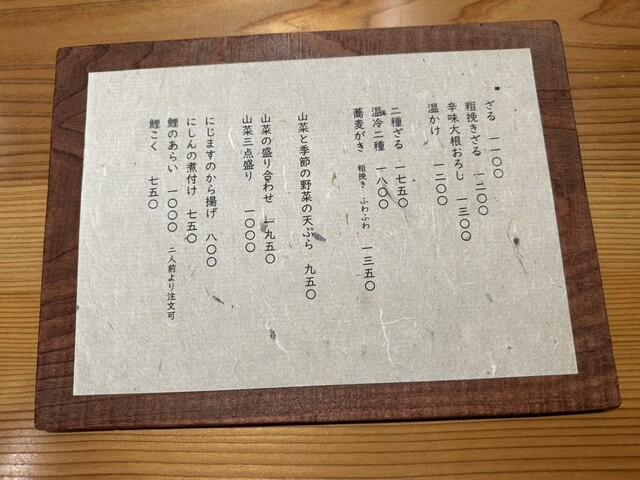 ざる 一一〇〇
粗挽きざる 一二〇〇
辛味大根おろし 一三〇〇
温かけ 一二〇〇
二種ざる 一七五〇
温冷二種 一八〇〇
蕎麦がき 粗挽き・ふわふわ 一三五〇
山菜と季節の野菜の天ぷら 九五〇
山菜の盛り合わせ 一九五〇
山菜三点盛り 一〇〇〇
にじますのから揚げ 八〇〇
にしんの煮付け 七五〇
鯉のあらい 一〇〇〇 二人前より注文可
鯉こく 七五〇